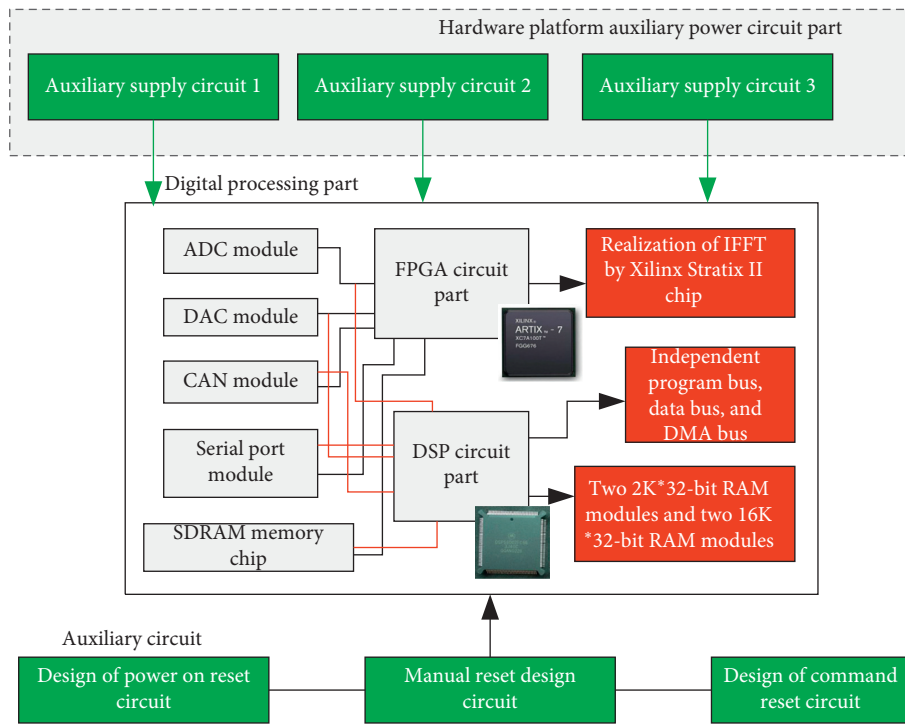 Hardware platform auxiliary power circuit part
Auxiliary supply circuit 1
Auxiliary supply circuit 2
Auxiliary supply circuit 3
Digital processing part
ADC module
DAC module
CAN module
Serial port
module
SDRAM memory
chip
FPGA circuit
part
XILINX
ARTIX - 7
XC7A100T
FGG676
DSP circuit
part
Realization of IFFT
by Xilinx Stratix II
chip
Independent
program bus,
data bus, and
DMA bus
Two 2K*32-bit RAM
modules and two 16K
*32-bit RAM modules
Auxiliary circuit
Design of power on reset
circuit
Manual reset design
circuit
Design of command
reset circuit